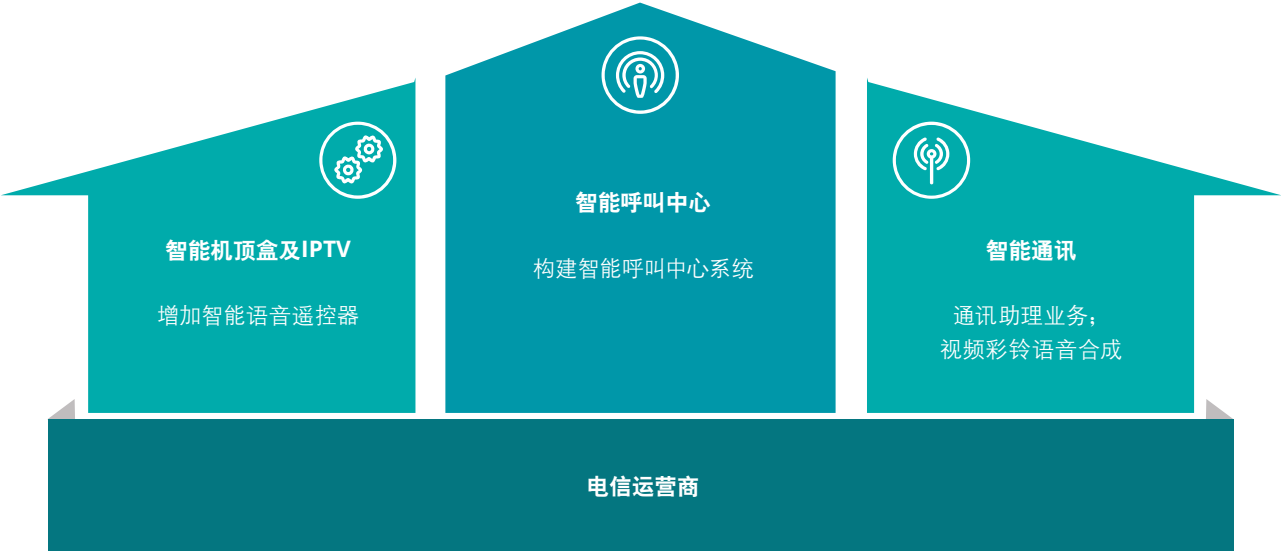 智能机顶盒及IPTV
增加智能语音遥控器
智能呼叫中心
构建智能呼叫中心系统
智能通讯
通讯助理业务；
视频彩铃语音合成
电信运营商